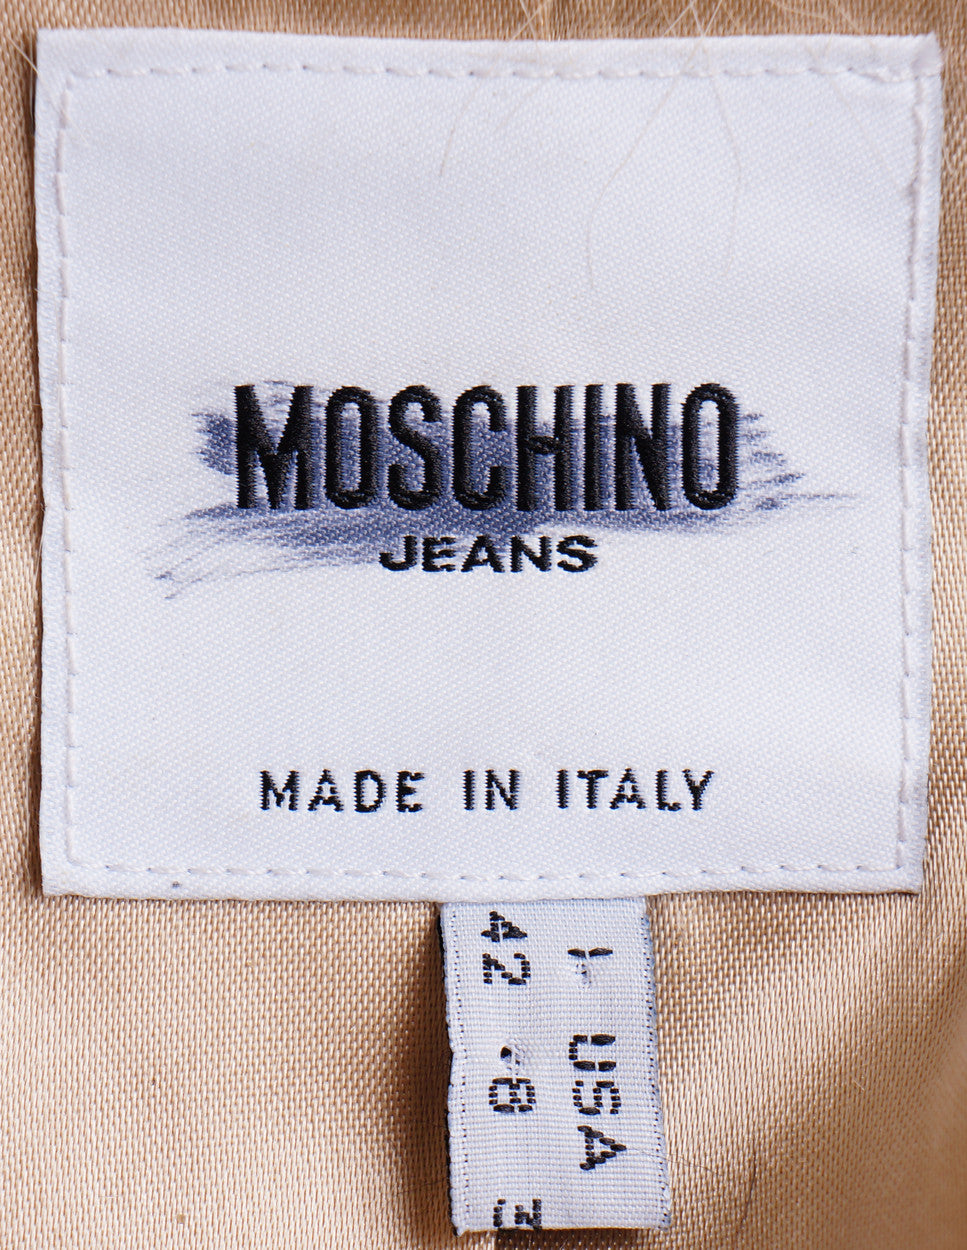 MOSCHINO
JEANS
MADE IN ITALY
I USA
42 8